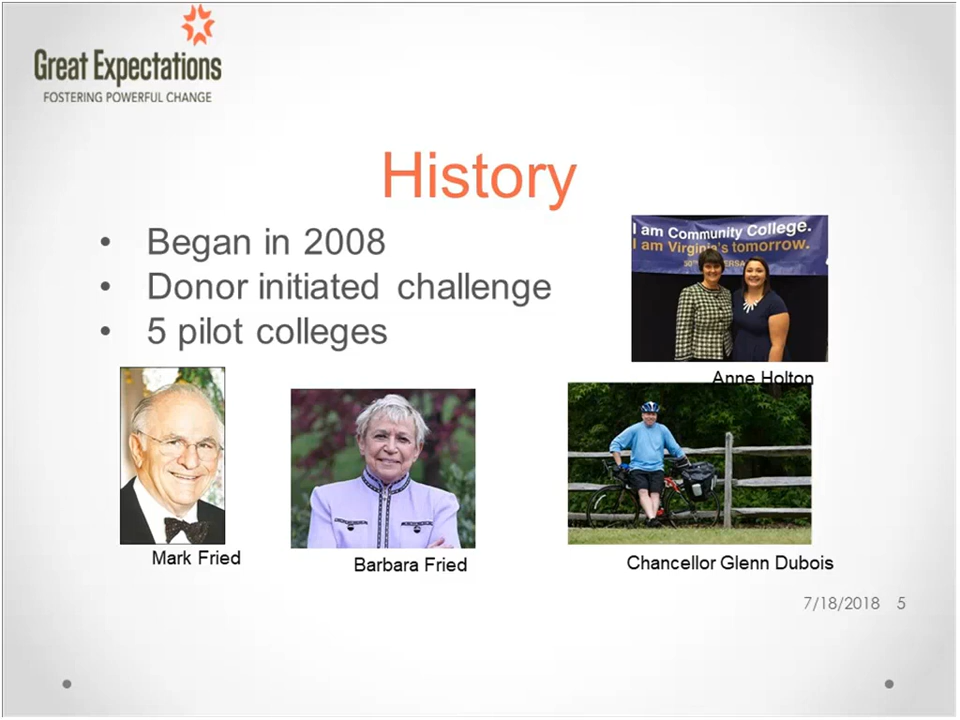 Great Expectations
FOSTERING POWERFUL CHANGE
History
• Began in 2008
• Donor initiated challenge
• 5 pilot colleges
I am Community College.
I am Virginia's tomorrow.
Anne Holton
Mark Fried
Barbara Fried
Chancellor Glenn Dubois
7/18/2018 5